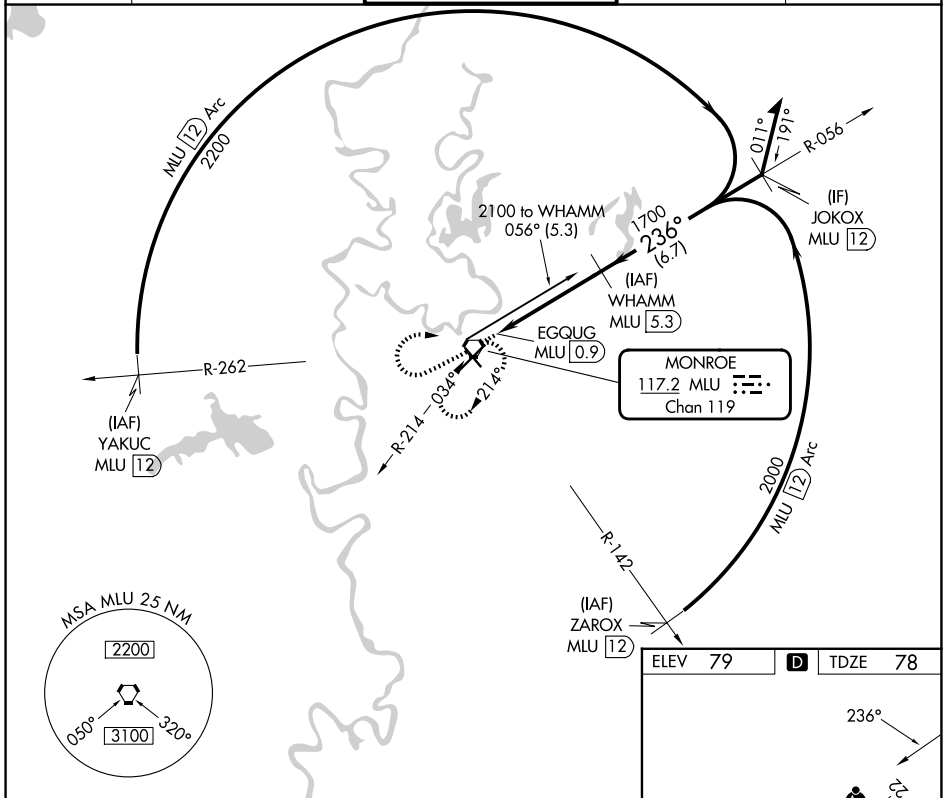 MLU 12 Arc
2200
011°
191°
R-056
(IF)
JOKOX
MLU 12
2100 to WHAMM
056° (5.3)
1700
236°
(6.7)
(IAF)
WHAMM
MLU 5.3
EGQUG
MLU 0.9
MONROE
117.2 MLU
Chan 119
R-262
(IAF)
YAKUC
MLU 12
R-214
034°
214°
2000
MLU 12 Arc
R-142
(IAF)
ZAROX
MLU 12
MSA MLU 25 NM
2200
050°
320°
3100
ELEV 79 D TDZE 78
236°